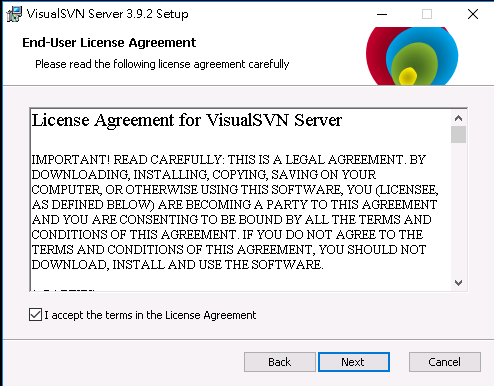 VisualSVN Server 3.9.2 Setup
End-User License Agreement
Please read the following license agreement carefully
License Agreement for VisualSVN Server
IMPORTANT! READ CAREFULLY: THIS IS A LEGAL AGREEMENT. BY
DOWNLOADING, INSTALLING, COPYING, SAVING ON YOUR
COMPUTER, OR OTHERWISE USING THIS SOFTWARE, YOU (LICENSEE,
AS DEFINED BELOW) ARE BECOMING A PARTY TO THIS AGREEMENT
AND YOU ARE CONSENTING TO BE BOUND BY ALL THE TERMS AND
CONDITIONS OF THIS AGREEMENT. IF YOU DO NOT AGREE TO THE
TERMS AND CONDITIONS OF THIS AGREEMENT, YOU SHOULD NOT
DOWNLOAD, INSTALL AND USE THE SOFTWARE.
I accept the terms in the License Agreement
Back Next Cancel